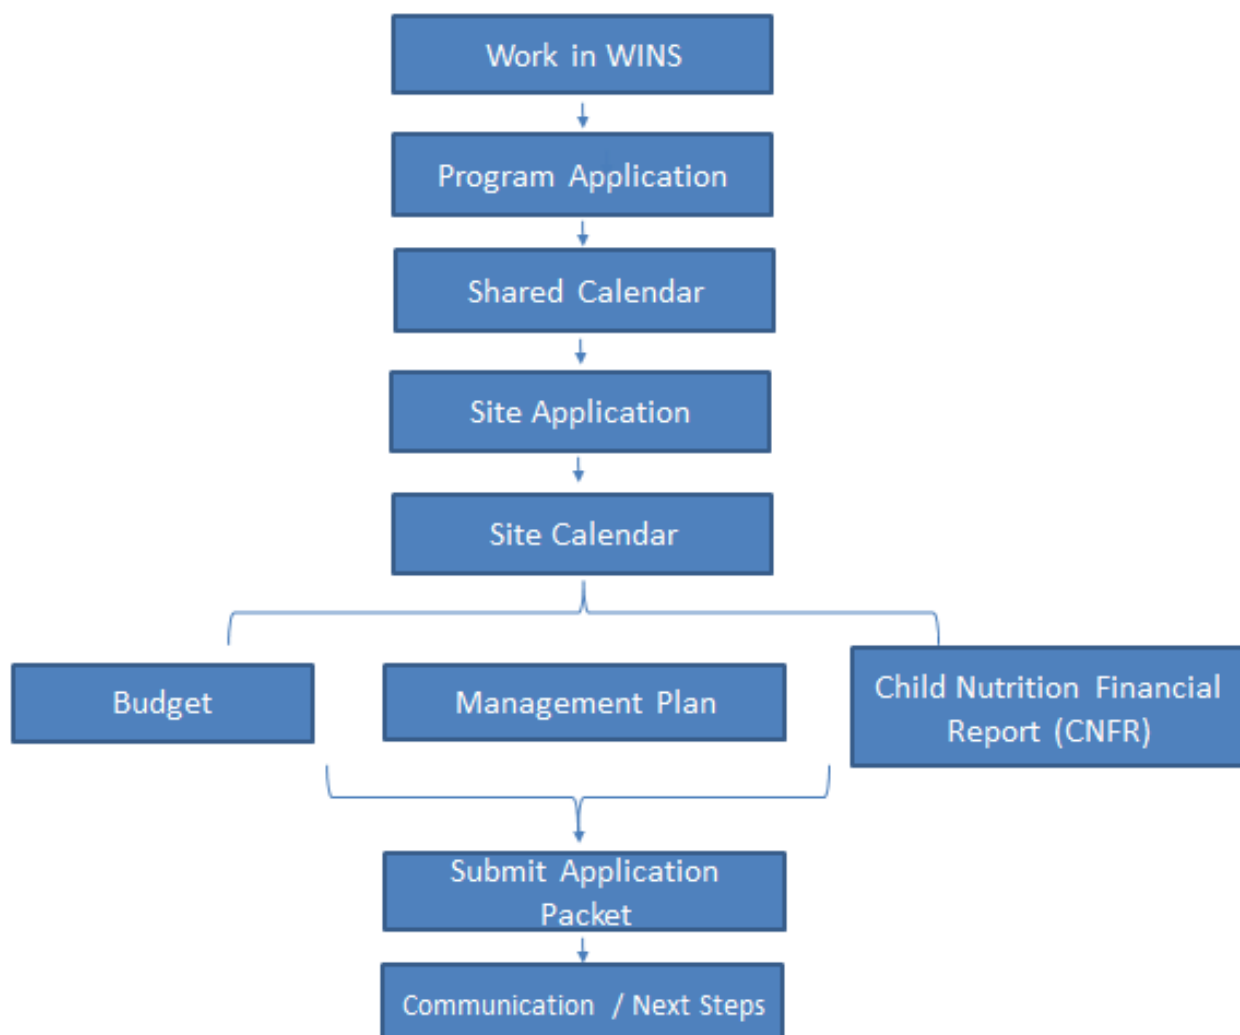 Work in WINS
Program Application
Shared Calendar
Site Application
Site Calendar
Budget
Management Plan
Child Nutrition Financial
Report (CNFR)
Submit Application
Packet
Communication / Next Steps